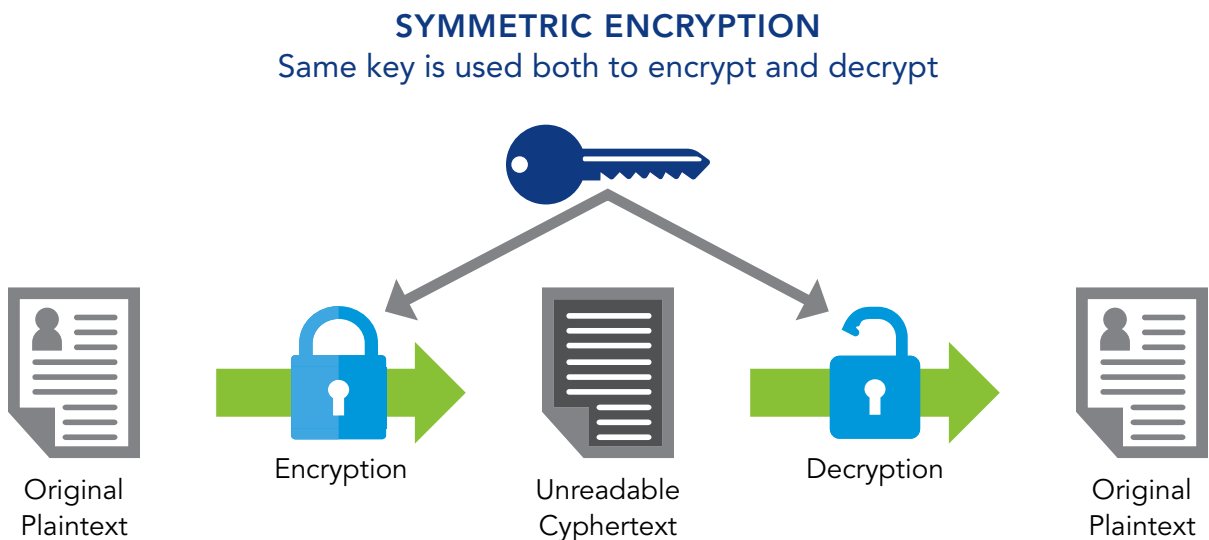 SYMMETRIC ENCRYPTION
Same key is used both to encrypt and decrypt
Original
Plaintext
Encryption
Unreadable
Cyphertext
Decryption
Original
Plaintext